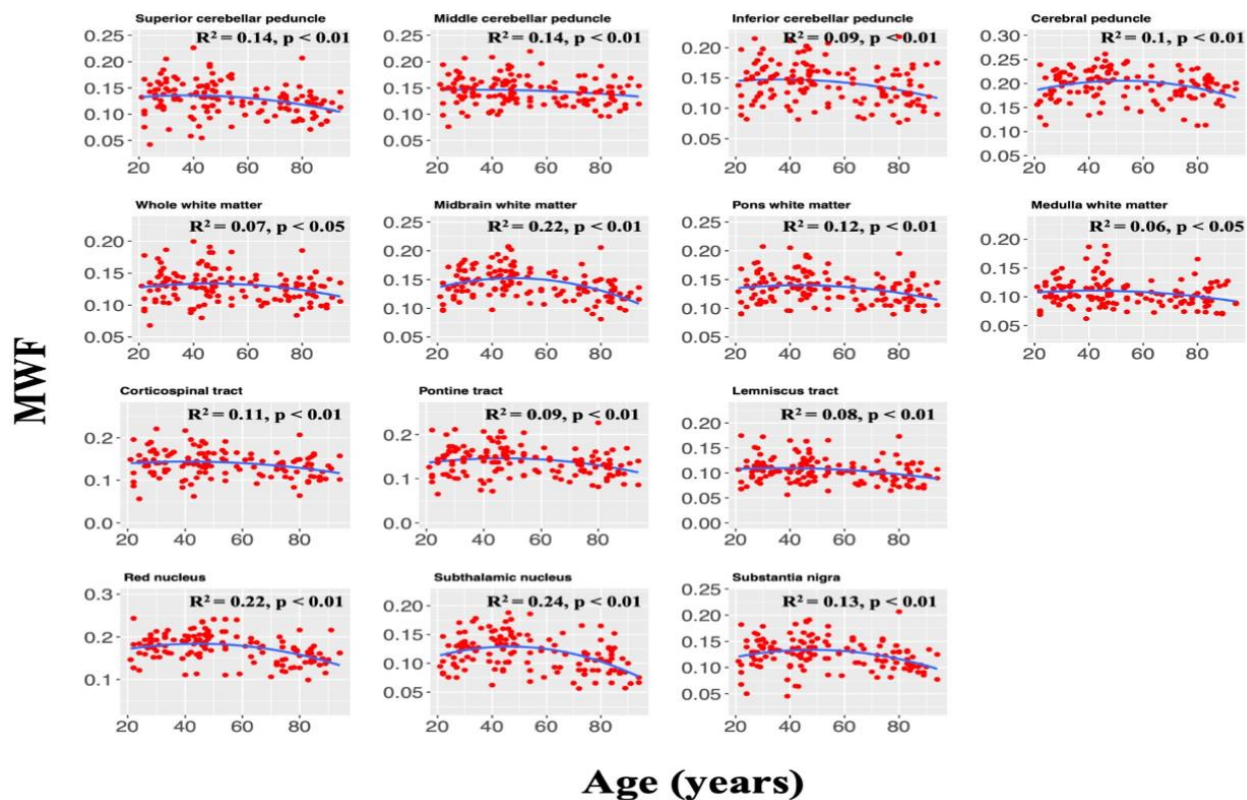 Superior cerebellar peduncle Middle cerebellar peduncle Inferior cerebellar peduncle Cerebral peduncle
R² = 0.14, p < 0.01 R² = 0.14, p < 0.01 R² = 0.09, p < 0.01 R² = 0.1, p < 0.01
0.25 0.25 0.20 0.30
0.20 0.20 0.15 0.25
0.15 0.15 0.10 0.20
0.10 0.10 0.05 0.15
0.05 0.05 0.10
0.05
20 40 60 80 20 40 60 80 20 40 60 80 20 40 60 80
Whole white matter Midbrain white matter Pons white matter Medulla white matter
R² = 0.07, p < 0.05 R² = 0.22, p < 0.01 R² = 0.12, p < 0.01 R² = 0.06, p < 0.05
0.20 0.25 0.25 0.20
0.15 0.20 0.20 0.15
0.10 0.15 0.15 0.10
0.05 0.10 0.10 0.05
0.05 0.05
20 40 60 80 20 40 60 80 20 40 60 80 20 40 60 80
MWF
Corticospinal tract Pontine tract Lemniscus tract
R² = 0.11, p < 0.01 R² = 0.09, p < 0.01 R² = 0.08, p < 0.01
0.2 0.2 0.20
0.1 0.1 0.15
0.0 0.0 0.10
0.05
0.00
20 40 60 80 20 40 60 80 20 40 60 80
Red nucleus Subthalamic nucleus Substantia nigra
R² = 0.22, p < 0.01 R² = 0.24, p < 0.01 R² = 0.13, p < 0.01
0.3 0.20 0.25
0.2 0.15 0.20
0.1 0.10 0.15
0.05 0.10
0.05
20 40 60 80 20 40 60 80 20 40 60 80
Age (years)